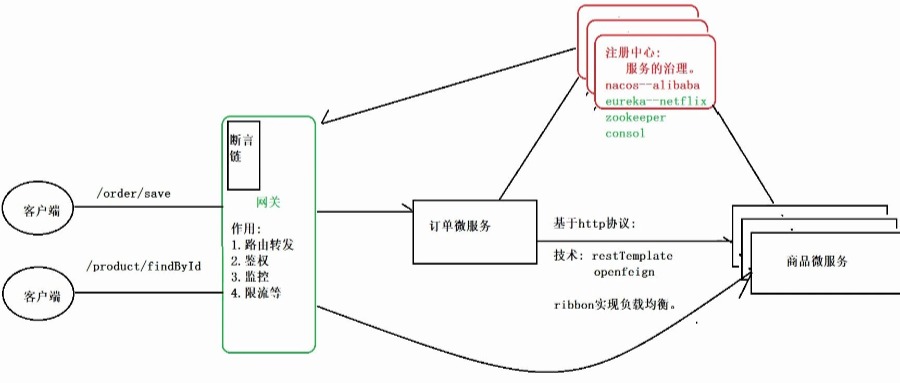 注册中心:
服务的治理。
nacos--alibaba
eureka--netflix
zookeeper
consol
断言
链
网关
作用:
1.路由转发
2.鉴权
3.监控
4.限流等
/order/save
客户端
/product/findById
客户端
订单微服务
基于http协议:
技术: restTemplate
openfeign
ribbon实现负载均衡。
商品微服务